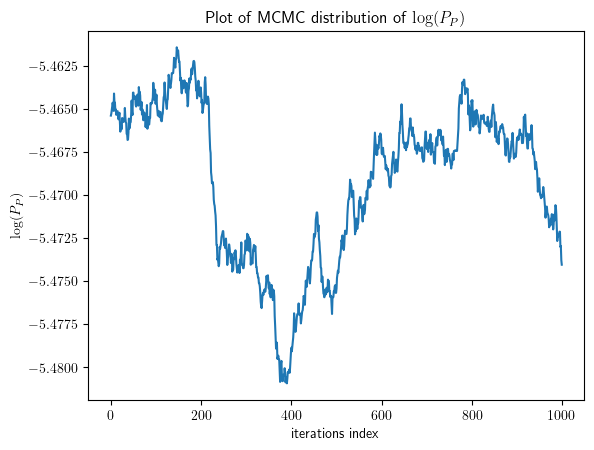 Plot of MCMC distribution of log(P_P)
−5.4625
−5.4650
−5.4675
−5.4700
−5.4725
−5.4750
−5.4775
−5.4800
log(P_P)
0 200 400 600 800 1000
iterations index